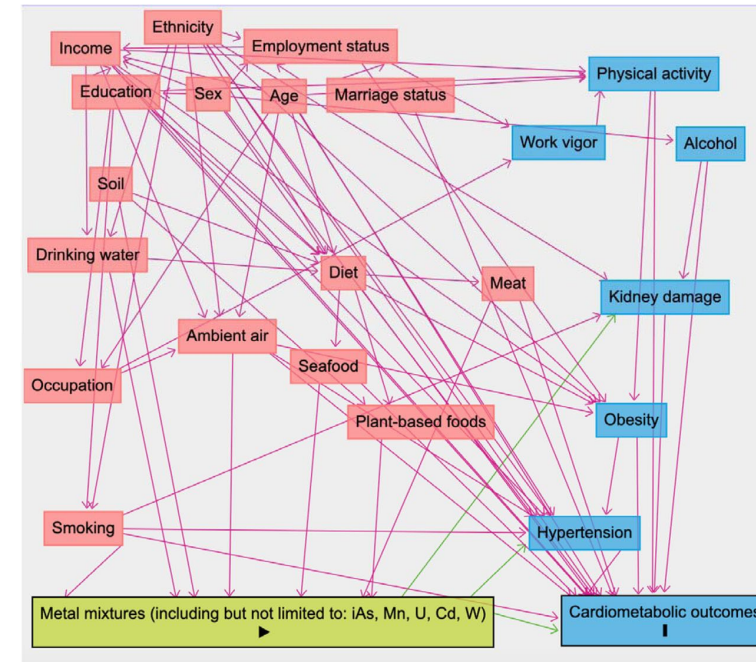 Ethnicity
Income
Employment status
Physical activity
Education
Sex
Age
Marriage status
Work vigor
Alcohol
Soil
Drinking water
Diet
Meat
Kidney damage
Ambient air
Seafood
Occupation
Plant-based foods
Obesity
Smoking
Hypertension
Metal mixtures (including but not limited to: iAs, Mn, U, Cd, W)
Cardiometabolic outcomes